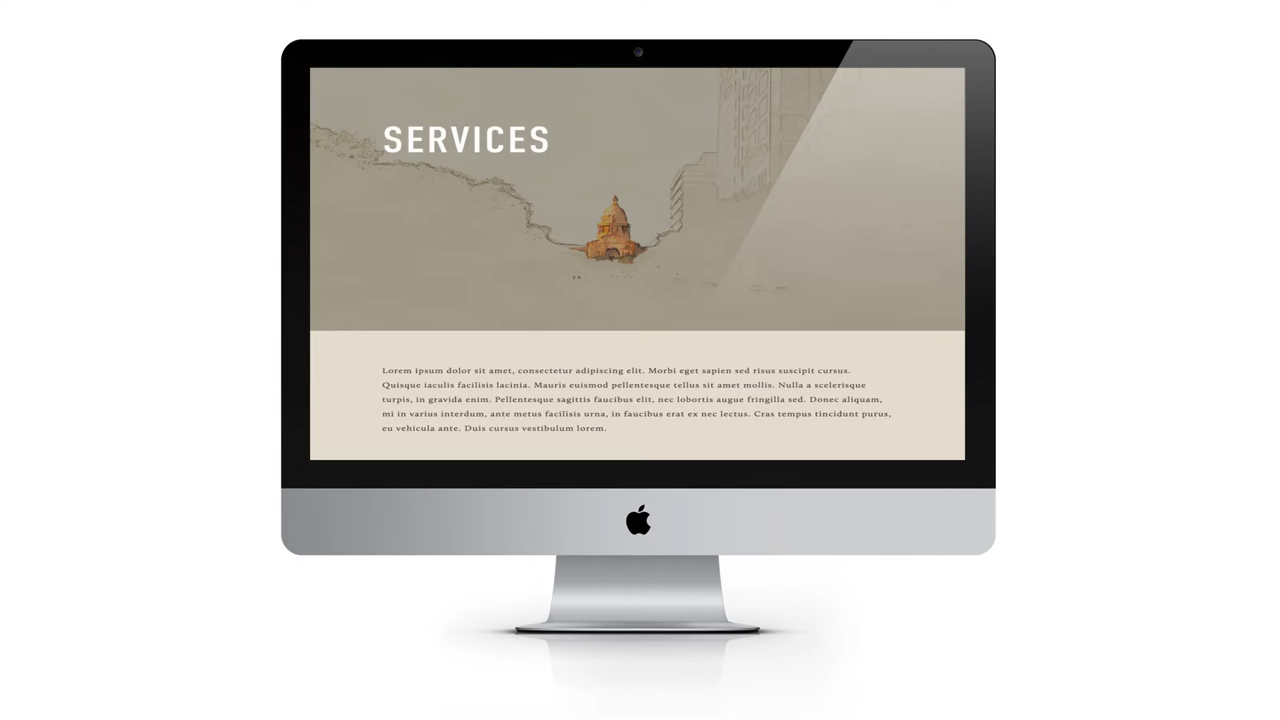 SERVICES
Lorem ipsum dolor sit amet, consectetur adipiscing elit. Morbi eget sapien sed risus suscipit cursus.
Quisque iaculis facilisis lacinia. Mauris euismod pellentesque tellus sit amet mollis. Nulla a scelerisque
turpis, in gravida enim. Pellentesque sagittis faucibus elit, nec lobortis augue fringilla sed. Donec aliquam,
mi in varius interdum, ante metus facilisis urna, in faucibus erat ex nec lectus. Cras tempus tincidunt purus,
eu vehicula ante. Duis cursus vestibulum lorem.